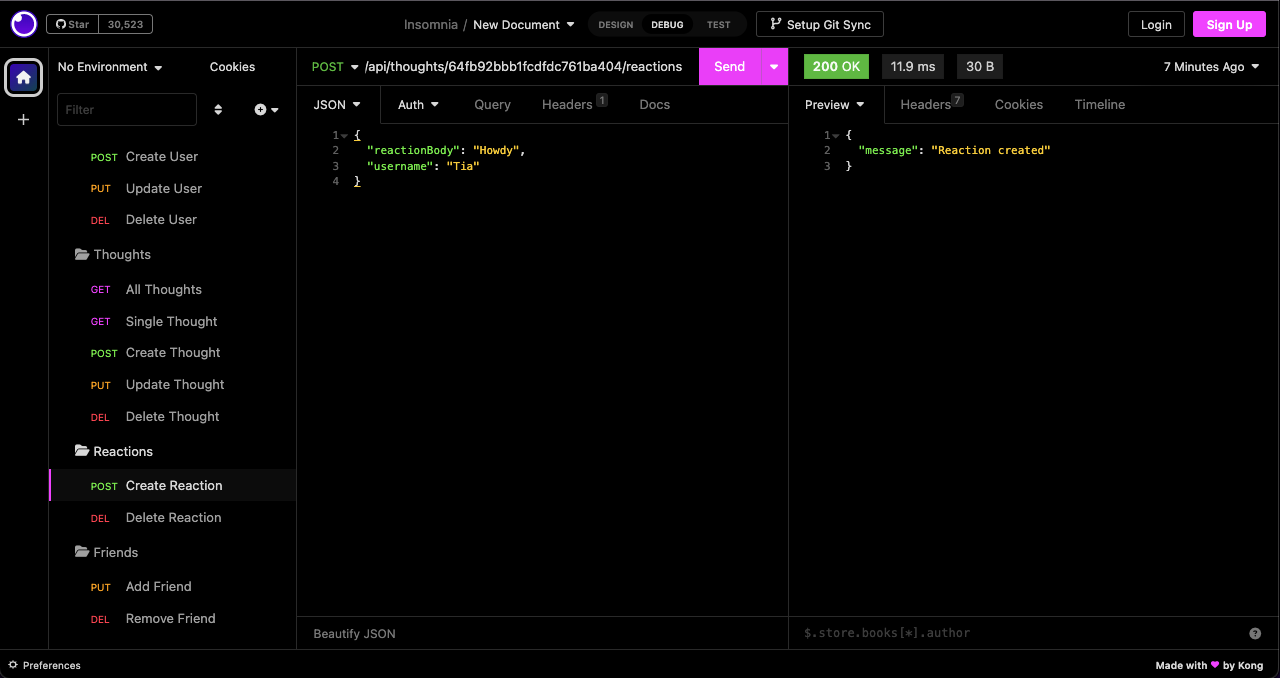 Star 30,523
Insomnia / New Document
DESIGN DEBUG TEST
Setup Git Sync
Login
Sign Up
No Environment
Cookies
Filter
POST Create User
PUT Update User
DEL Delete User
Thoughts
GET All Thoughts
GET Single Thought
POST Create Thought
PUT Update Thought
DEL Delete Thought
Reactions
POST Create Reaction
DEL Delete Reaction
Friends
PUT Add Friend
DEL Remove Friend
POST /api/thoughts/64fb92bbb1fcdfdc761ba404/reactions Send
JSON Auth Query Headers 1 Docs
1 {
2 "reactionBody": "Howdy",
3 "username": "Tia"
4 }
Beautify JSON
200 OK 11.9 ms 30 B 7 Minutes Ago
Preview Headers 7 Cookies Timeline
1 {
2 "message": "Reaction created"
3 }
$.store.books[*].author ?
Preferences
Made with ♥ by Kong